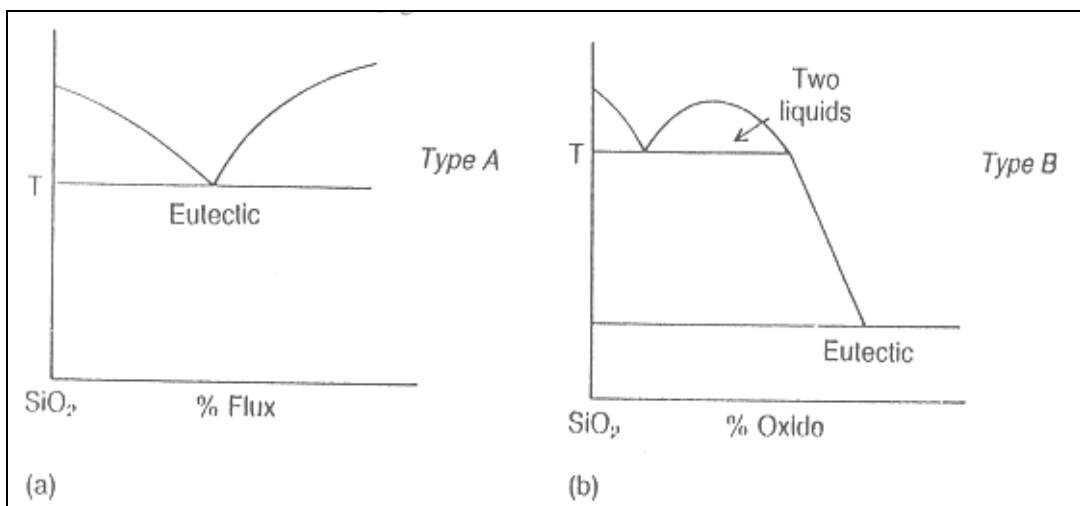 T
Type A
Eutectic
SiO₂
% Flux
(a)
Two
liquids
T
Type B
Eutectic
SiO₂
% Oxido
(b)